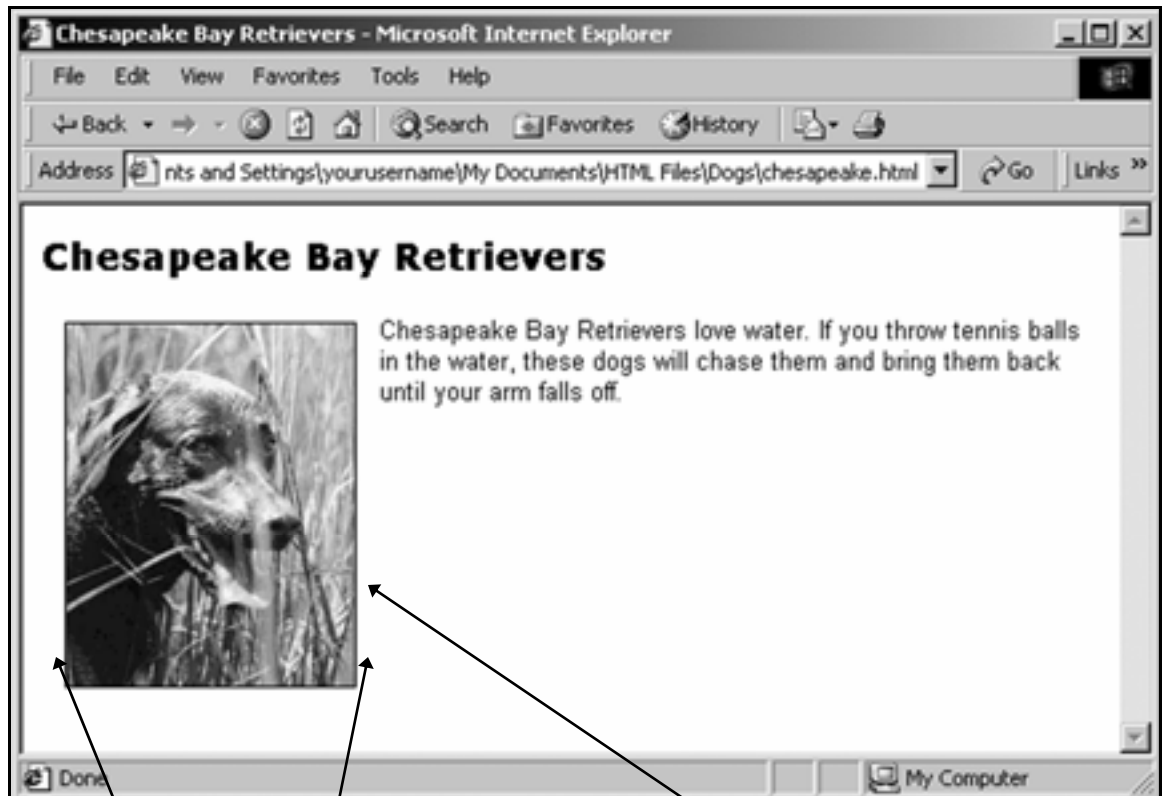 Chesapeake Bay Retrievers - Microsoft Internet Explorer
File Edit View Favorites Tools Help
Back Search Favorites History
Address nts and Settings\yourusername\My Documents\HTML Files\Dogs\chesapeake.html Go Links »
Chesapeake Bay Retrievers
Chesapeake Bay Retrievers love water. If you throw tennis balls
in the water, these dogs will chase them and bring them back
until your arm falls off.
Done My Computer